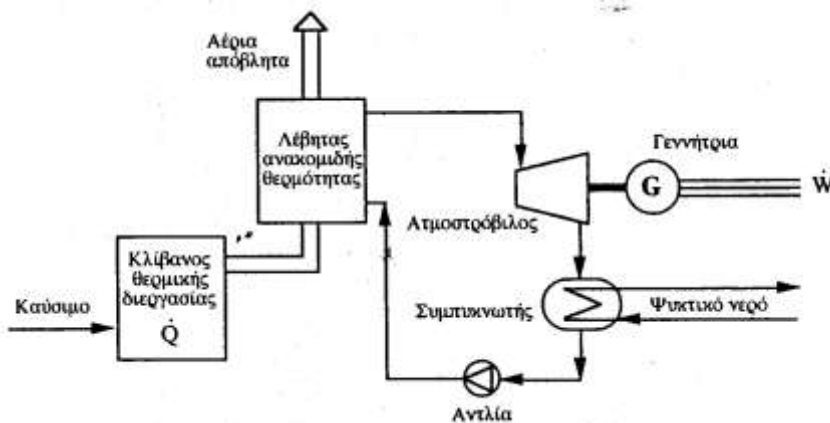 Αέρια
απόβλητα
Λέβητας
ανακομιδής
θερμότητας
Γεννήτρια
G
Ẇ
Ατμοστρόβιλος
Κλίβανος
θερμικής
διεργασίας
Q̇
Καύσιμο
Συμπυκνωτής
Ψυκτικό νερό
Αντλία